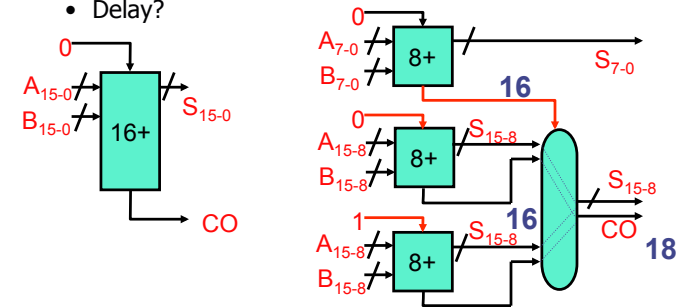 • Delay?
0
A15-0
B15-0
16+
S15-0
CO
0
A7-0
B7-0
8+
S7-0
16
0
A15-8
B15-8
8+
S15-8
16
1
A15-8
B15-8
8+
S15-8
S15-8
CO
18